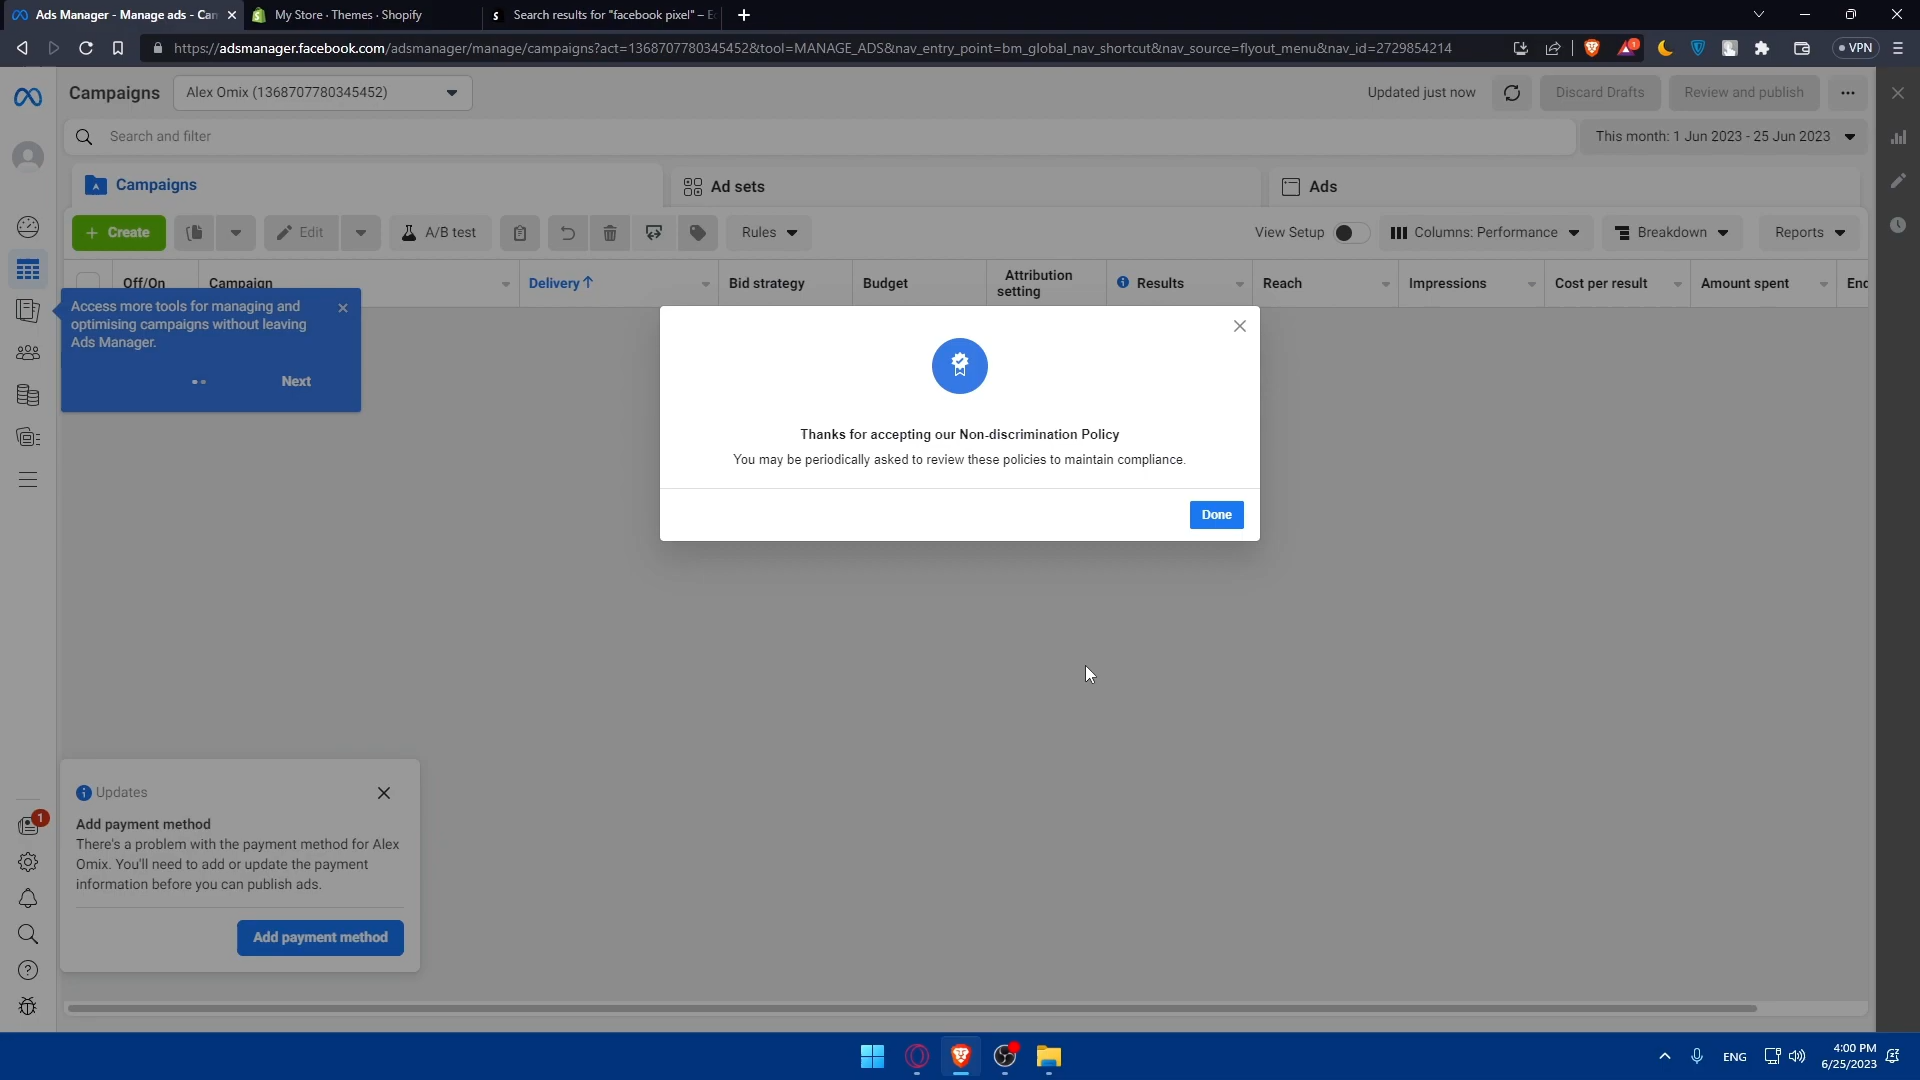 Ads Manager - Manage ads - Can
My Store · Themes · Shopify
Search results for "facebook pixel" – Ec
https://adsmanager.facebook.com/adsmanager/manage/campaigns?act=1368707780345452&tool=MANAGE_ADS&nav_entry_point=bm_global_nav_shortcut&nav_source=flyout_menu&nav_id=2729854214
1
VPN
Campaigns
Alex Omix (1368707780345452)
Updated just now
Discard Drafts
Review and publish
Search and filter
This month: 1 Jun 2023 - 25 Jun 2023
Campaigns
Ad sets
Ads
+ Create
Edit
A/B test
Rules
View Setup
Columns: Performance
Breakdown
Reports
Off/On
Campaign
Delivery ↑
Bid strategy
Budget
Attribution
setting
Results
Reach
Impressions
Cost per result
Amount spent
End
Access more tools for managing and
optimising campaigns without leaving
Ads Manager.
Next
Thanks for accepting our Non-discrimination Policy
You may be periodically asked to review these policies to maintain compliance.
Done
Updates
Add payment method
There's a problem with the payment method for Alex
Omix. You'll need to add or update the payment
information before you can publish ads.
Add payment method
1
ENG
4:00 PM
6/25/2023